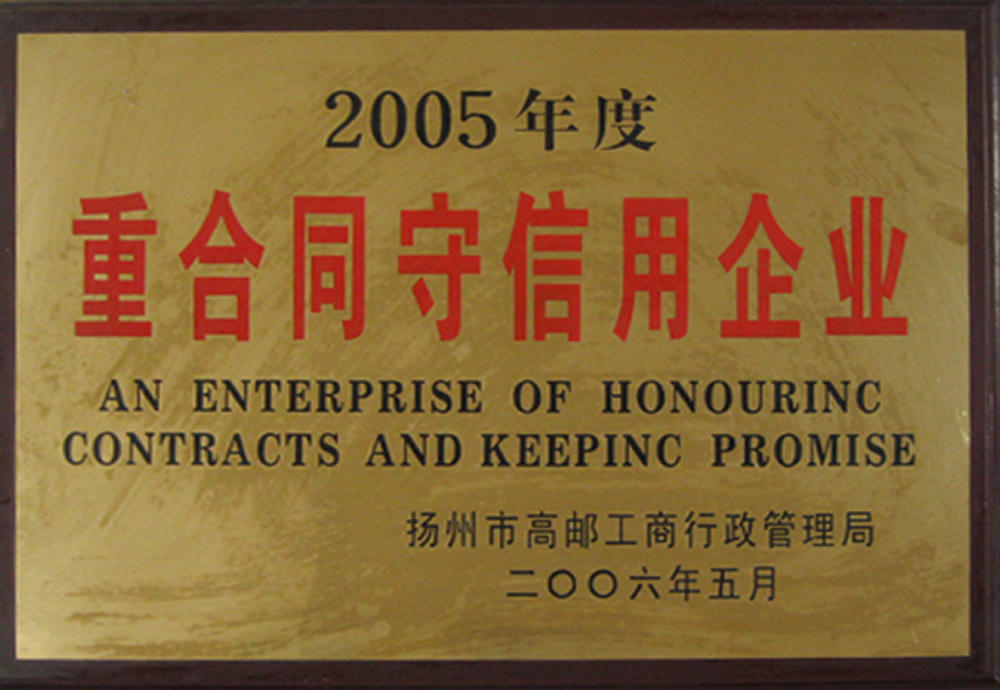 2005年度
重合同守信用企业
AN ENTERPRISE OF HONOURINC
CONTRACTS AND KEEPINC PROMISE
扬州市高邮工商行政管理局
二〇〇六年五月